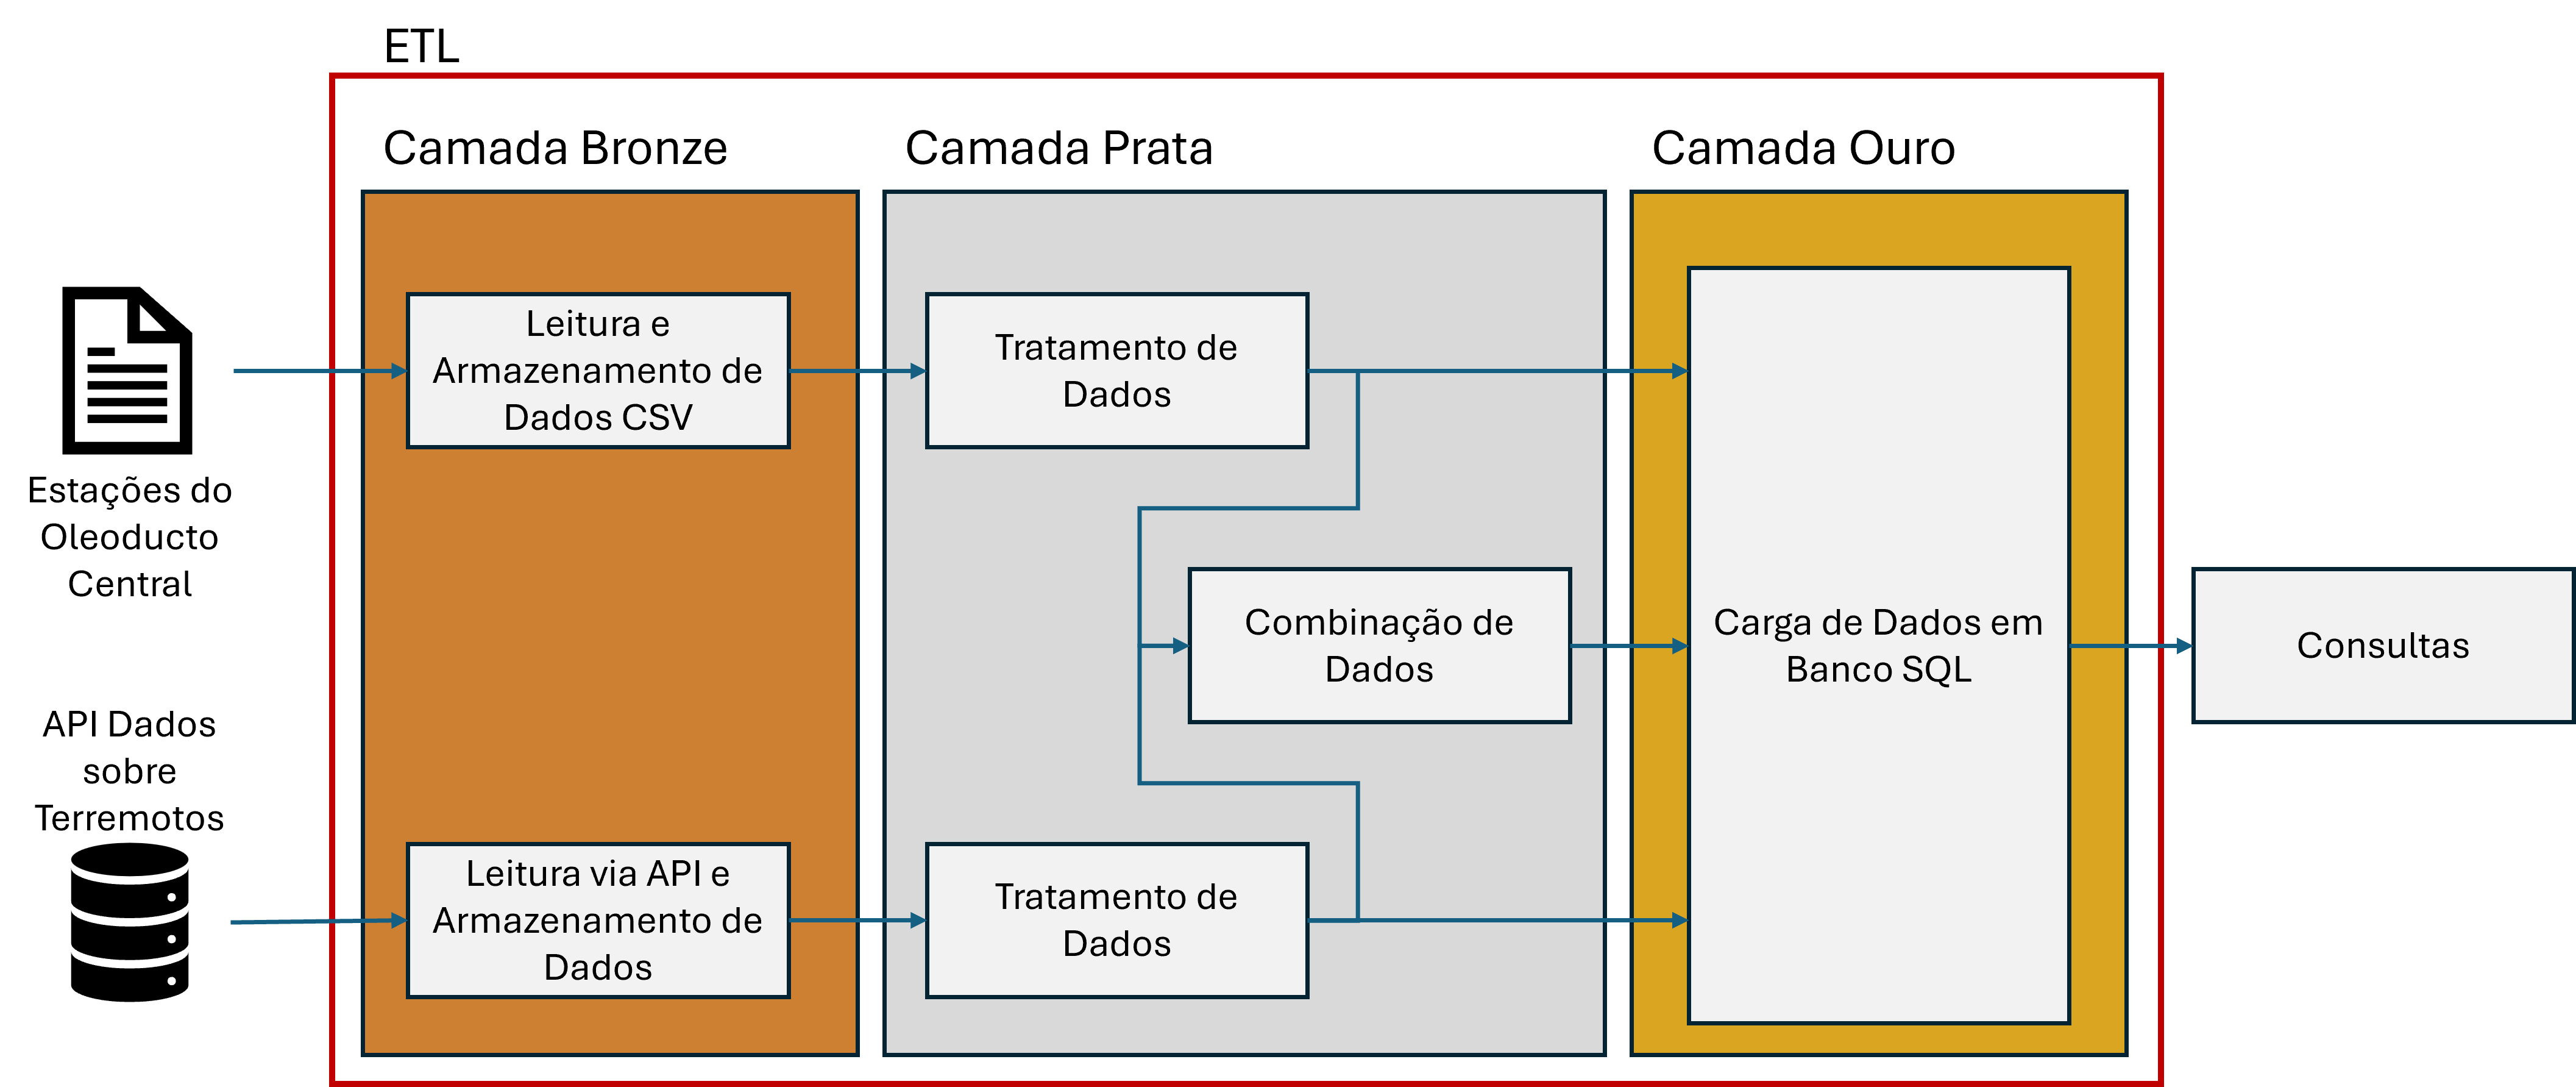 ETL
Camada Bronze
Camada Prata
Camada Ouro
Estações do
Oleoducto
Central
Leitura e
Armazenamento de
Dados CSV
Tratamento de
Dados
Combinação de
Dados
Carga de Dados em
Banco SQL
Consultas
API Dados
sobre
Terremotos
Leitura via API e
Armazenamento de
Dados
Tratamento de
Dados